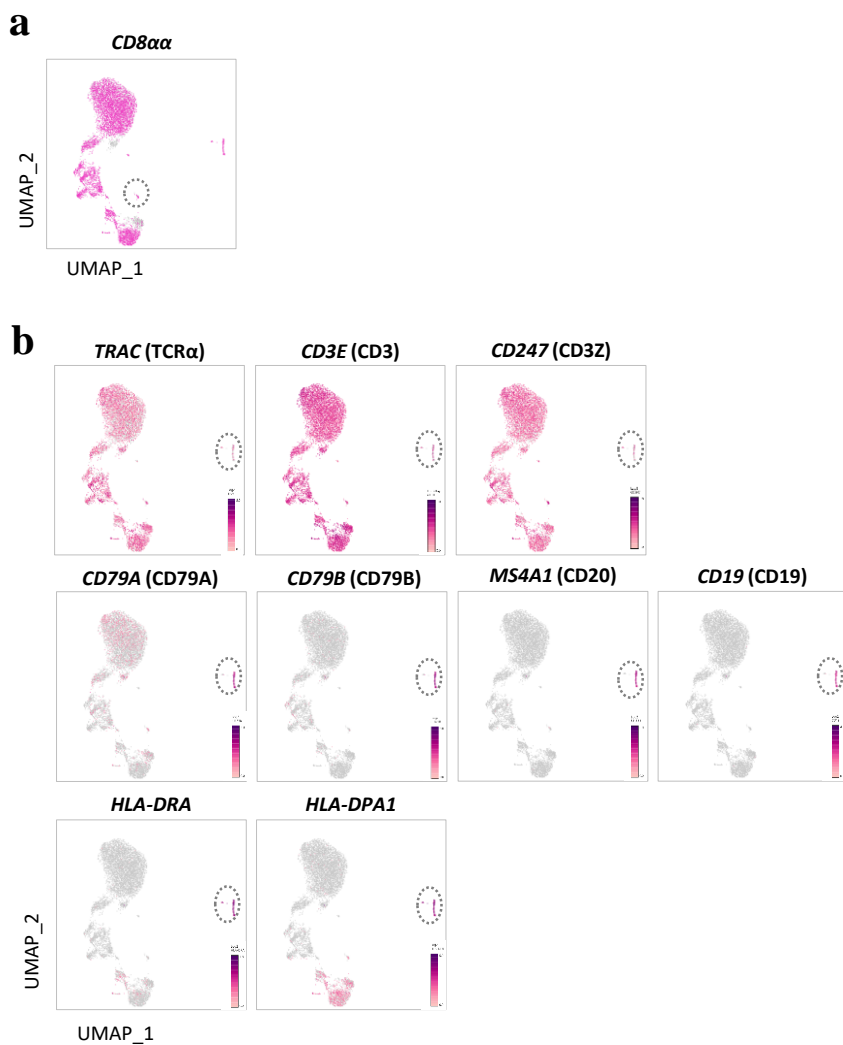 a
CD8αα
UMAP_2
UMAP_1
b
TRAC (TCRα) CD3E (CD3) CD247 (CD3Z)
CD79A (CD79A) CD79B (CD79B) MS4A1 (CD20) CD19 (CD19)
HLA-DRA HLA-DPA1
UMAP_2
UMAP_1